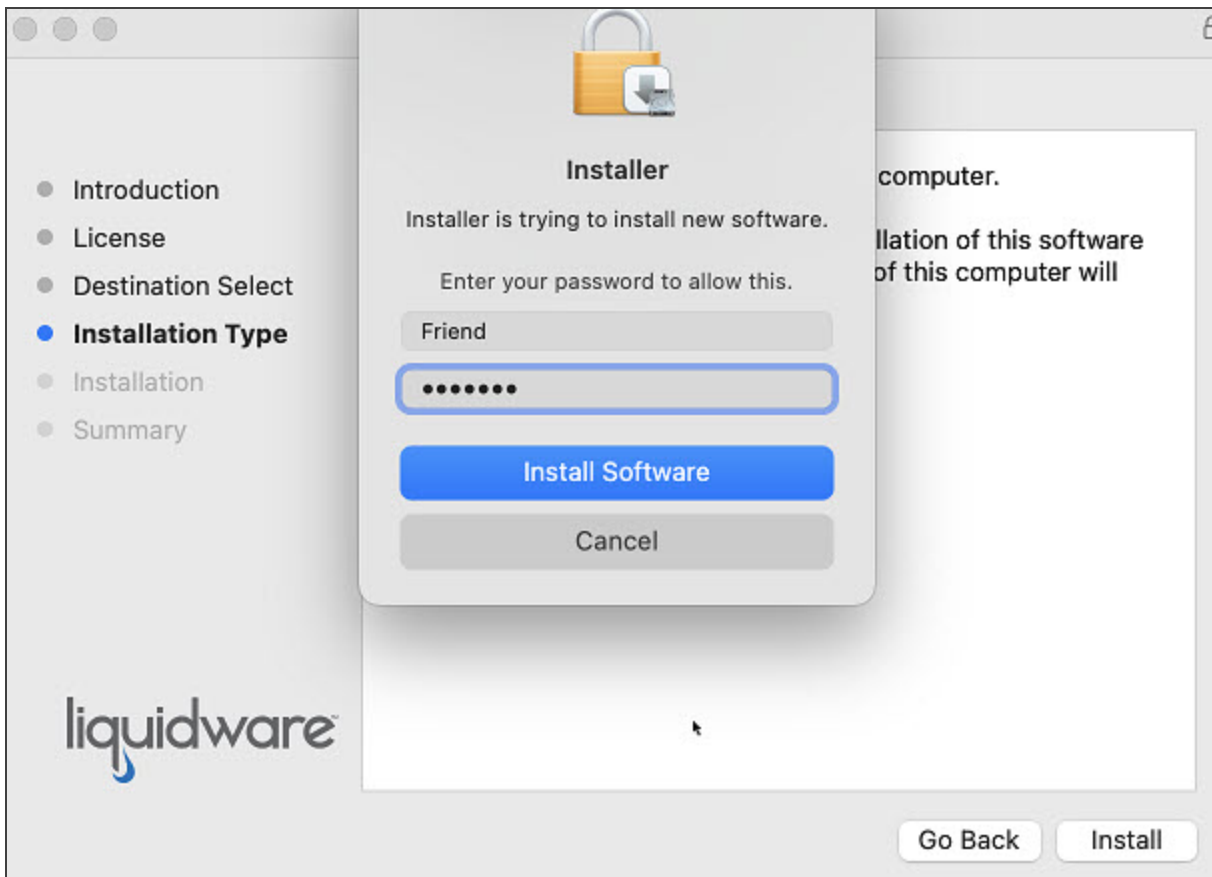 Introduction
License
Destination Select
Installation Type
Installation
Summary
liquidware™
Installer
Installer is trying to install new software.
Enter your password to allow this.
Friend
•••••••
Install Software
Cancel
computer.
llation of this software
of this computer will
Go Back
Install